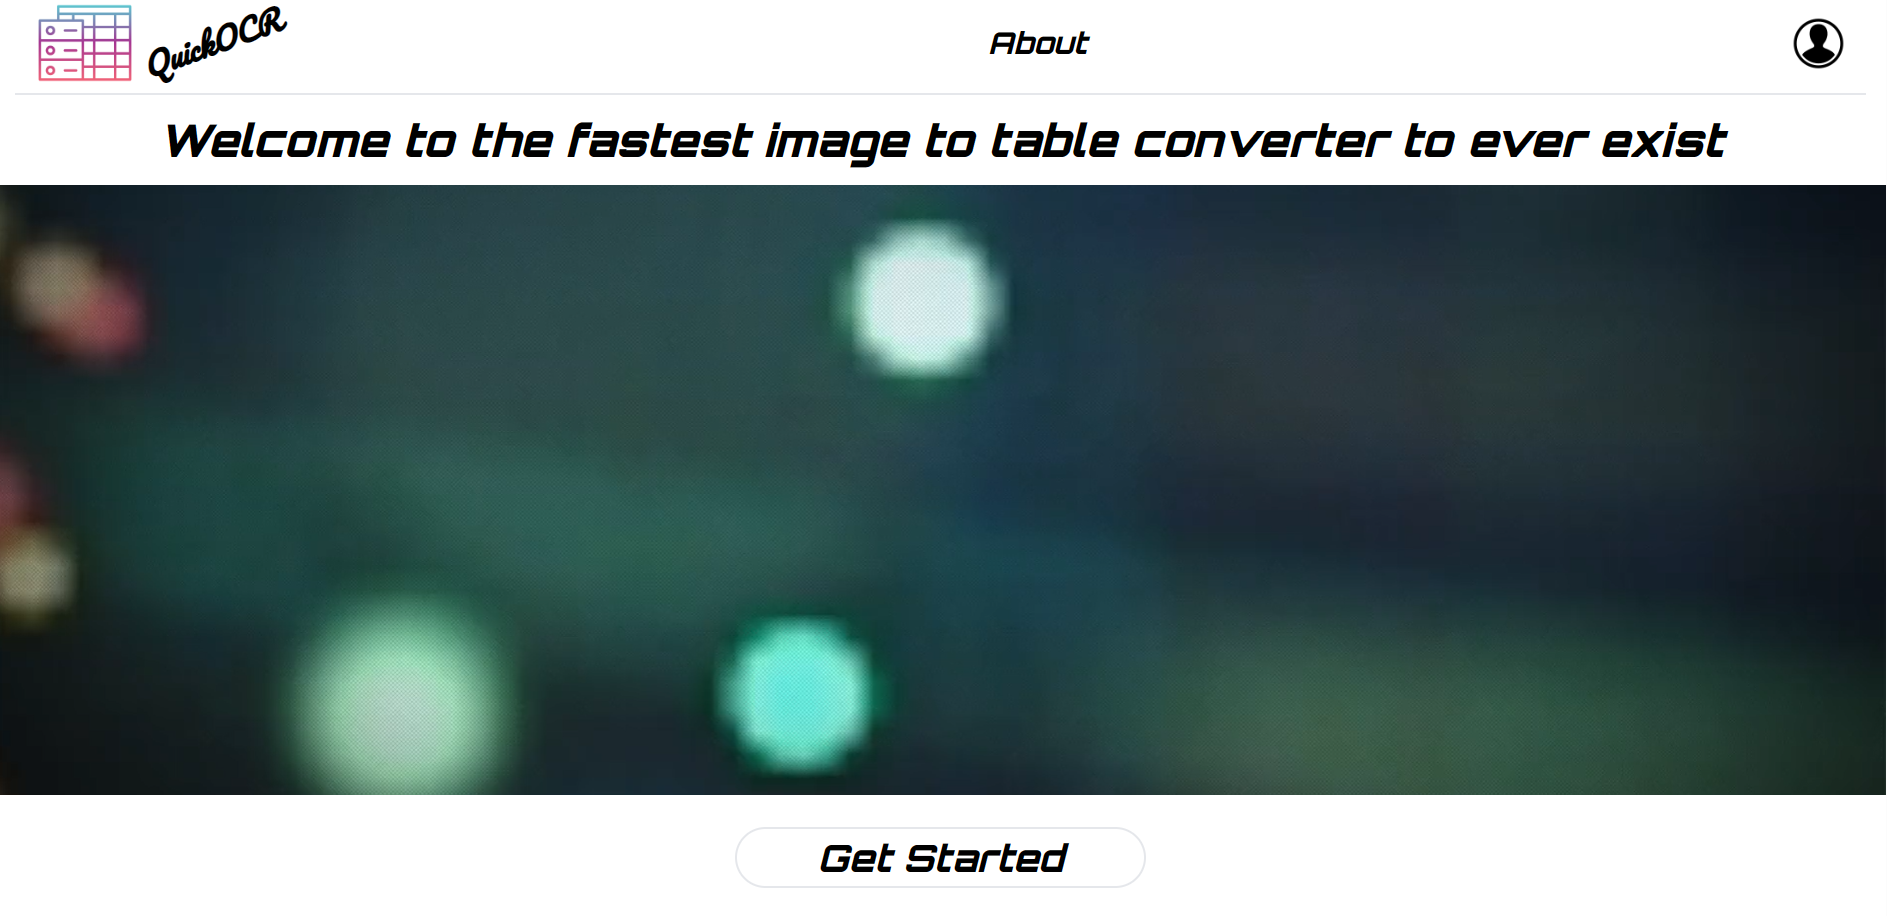 QuickOCR
About
Welcome to the fastest image to table converter to ever exist
Get Started